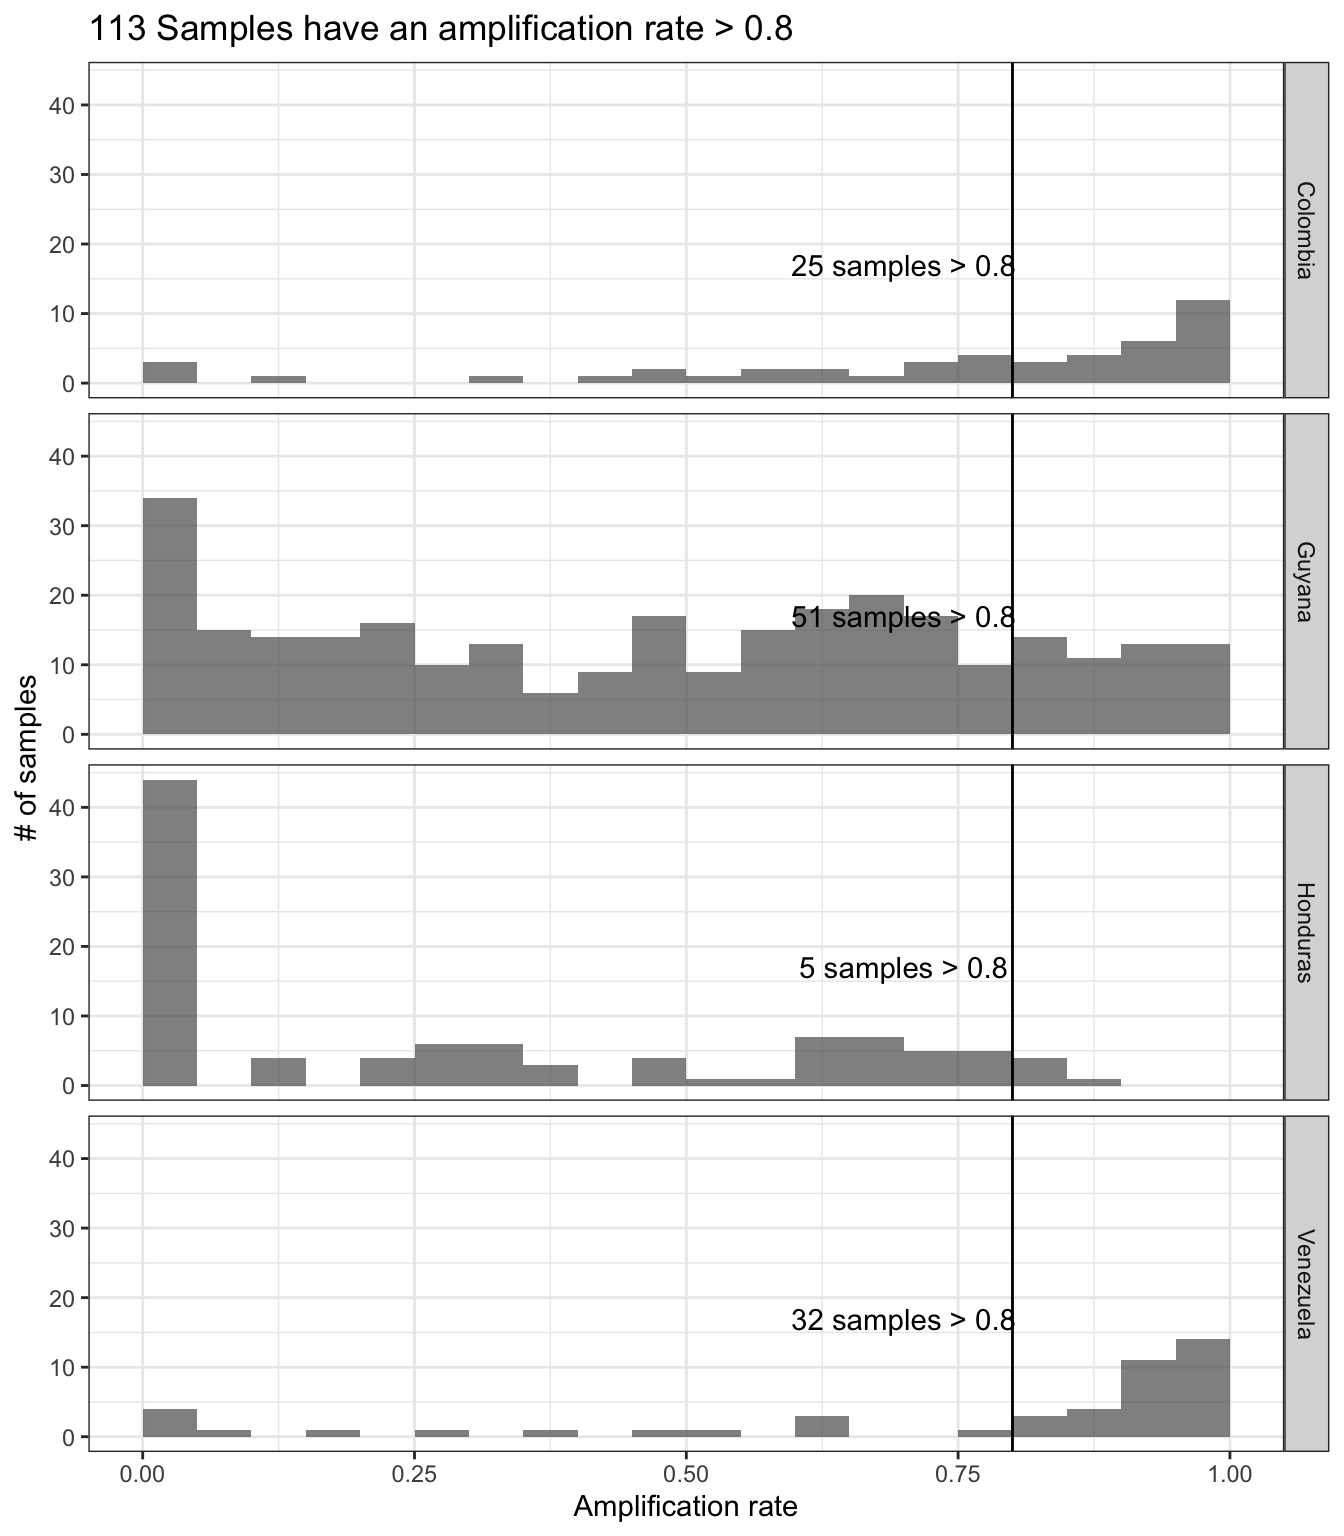 113 Samples have an amplification rate > 0.8
40
30
20
10
0
25 samples > 0.8
Colombia
40
30
20
10
0
51 samples > 0.8
Guyana
# of samples
40
30
20
10
0
5 samples > 0.8
Honduras
40
30
20
10
0
32 samples > 0.8
Venezuela
0.00 0.25 0.50 0.75 1.00
Amplification rate